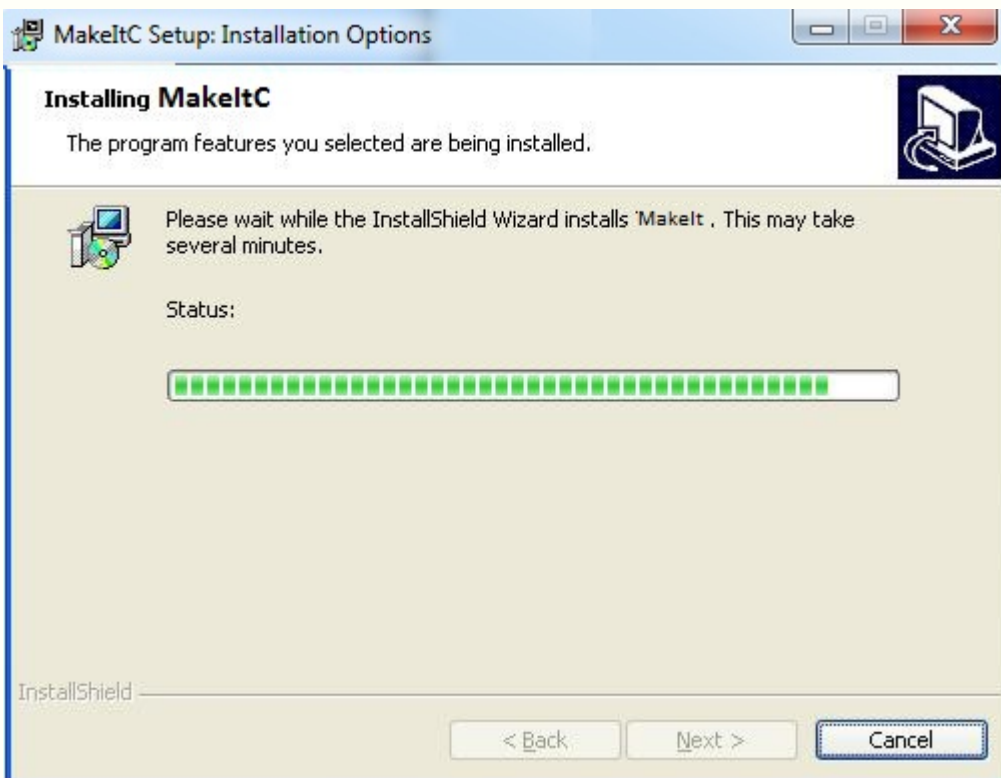 MakeItC Setup: Installation Options
Installing MakeItC
The program features you selected are being installed.
Please wait while the InstallShield Wizard installs 'MakeIt . This may take
several minutes.
Status:
InstallShield
< Back
Next >
Cancel